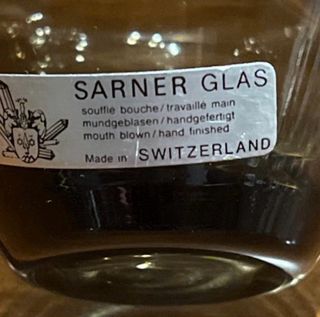 SARNER GLAS
soufflé bouche/travaillé main
mundgeblasen/handgefertigt
mouth blown/hand finished
Made in SWITZERLAND